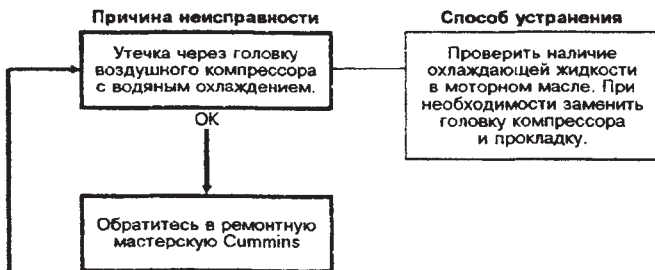 Причина неисправности
Способ устранения
Утечка через головку
воздушного компрессора
с водяным охлаждением.
Проверить наличие
охлаждающей жидкости
в моторном масле. При
необходимости заменить
головку компрессора
и прокладку.
OK
Обратитесь в ремонтную
мастерскую Cummins